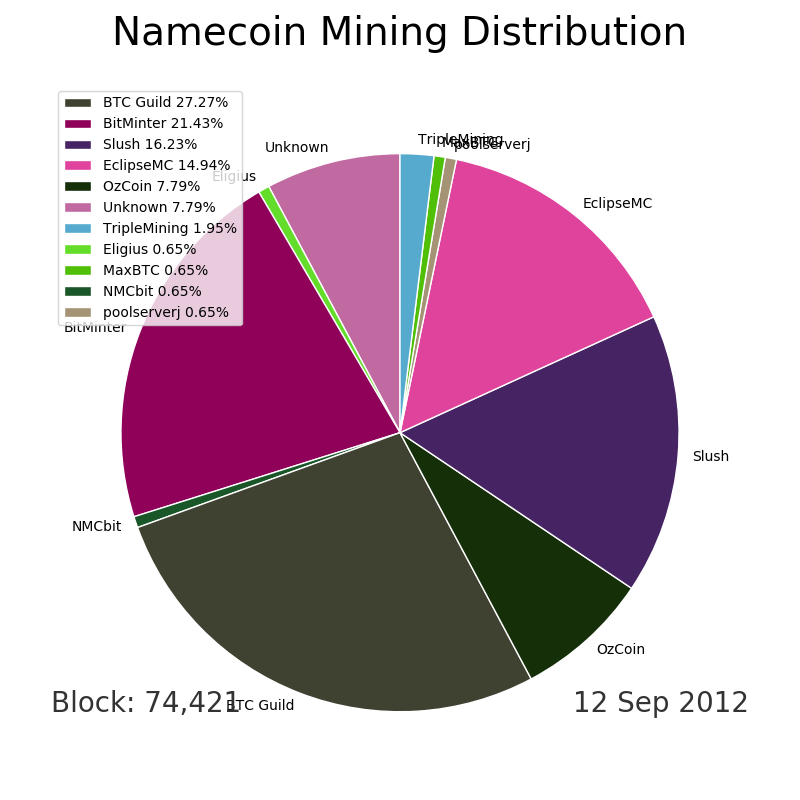 Namecoin Mining Distribution
BTC Guild 27.27%
BitMinter 21.43%
Slush 16.23%
EclipseMC 14.94%
OzCoin 7.79%
Unknown 7.79%
TripleMining 1.95%
Eligius 0.65%
MaxBTC 0.65%
NMCbit 0.65%
poolserverj 0.65%
TripleMining
MaxBTC
poolserverj
Unknown
Eligius
EclipseMC
BitMinter
Slush
NMCbit
OzCoin
BTC Guild
Block: 74,421
12 Sep 2012